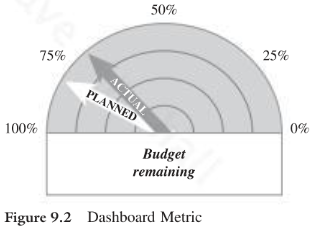 50%
75%
25%
ACTUAL
PLANNED
100%
0%
Budget
remaining
Figure 9.2 Dashboard Metric